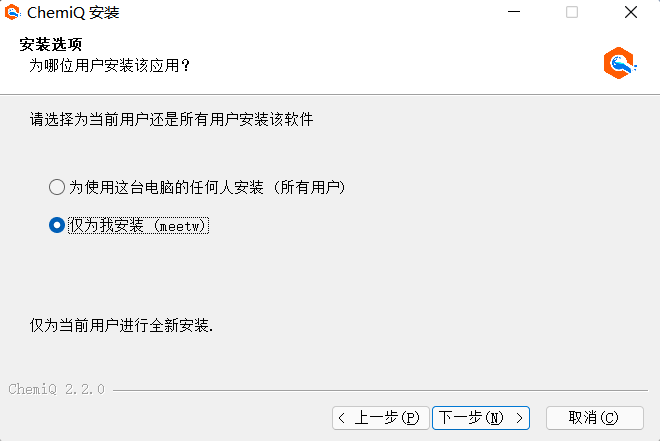 ChemiQ 安装
安装选项
为哪位用户安装该应用？
请选择为当前用户还是所有用户安装该软件
为使用这台电脑的任何人安装 (所有用户)
仅为我安装 (meetw)
仅为当前用户进行全新安装.
ChemiQ 2.2.0
< 上一步(P)
下一步(N) >
取消(C)